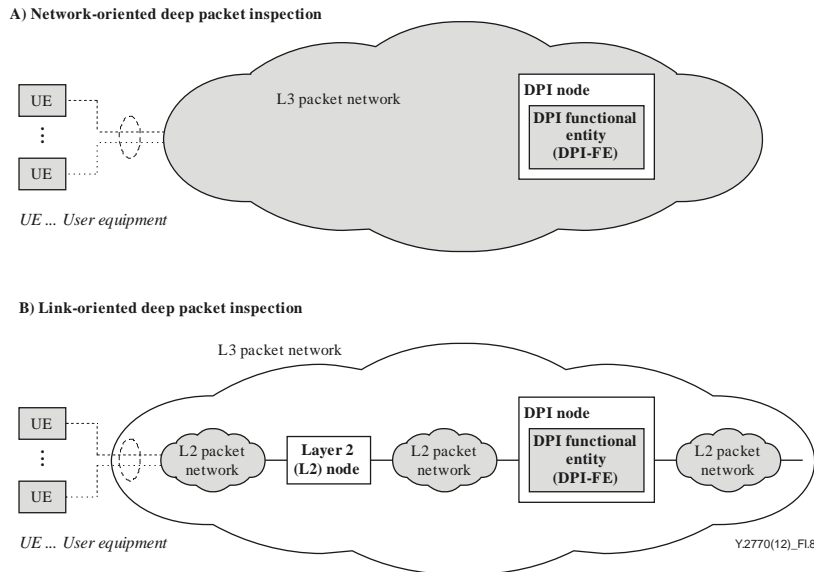 A) Network-oriented deep packet inspection
L3 packet network
UE
⋮
UE
DPI node
DPI functional
entity
(DPI-FE)
UE ... User equipment
B) Link-oriented deep packet inspection
L3 packet network
UE
⋮
UE
L2 packet
network
Layer 2
(L2) node
L2 packet
network
DPI node
DPI functional
entity
(DPI-FE)
L2 packet
network
UE ... User equipment
Y.2770(12)_FI.8